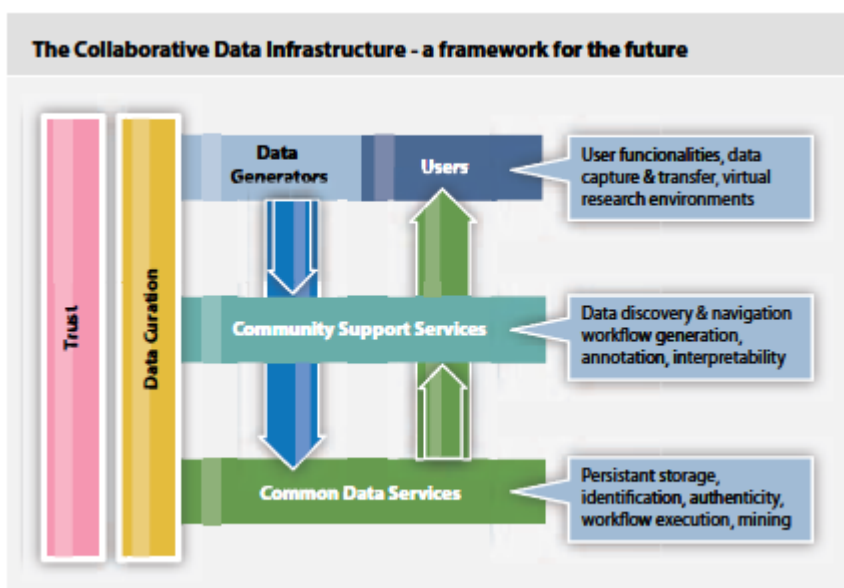 The Collaborative Data Infrastructure - a framework for the future
Trust
Data Curation
Data
Generators
Users
User funcionalities, data
capture & transfer, virtual
research environments
Community Support Services
Data discovery & navigation
workflow generation,
annotation, interpretability
Common Data Services
Persistant storage,
identification, authenticity,
workflow execution, mining